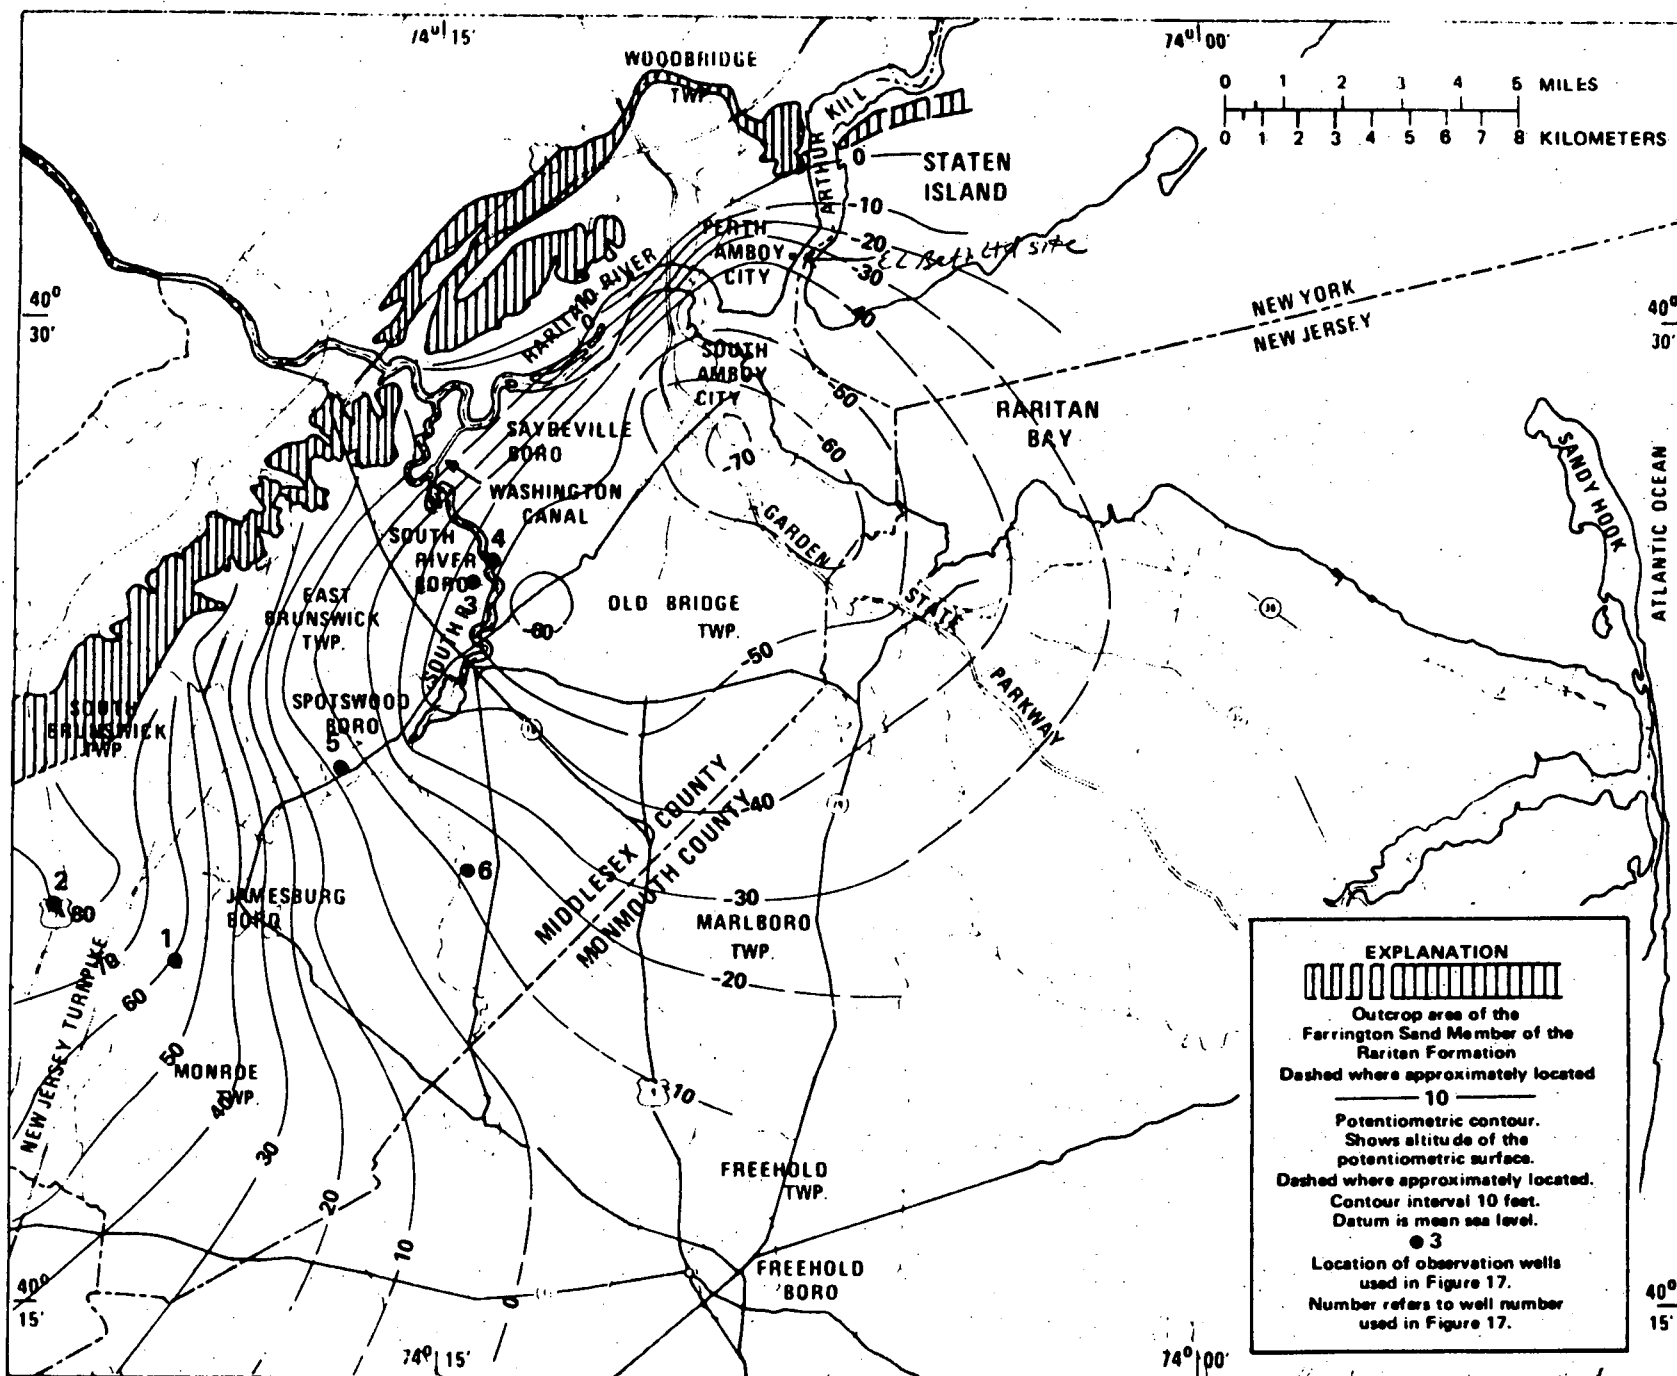 74° 15'
74° 00'
WOODBRIDGE
TWP.
0 1 2 3 4 5 MILES
0 1 2 3 4 5 6 7 8 KILOMETERS
ARTHUR KILL
0
STATEN
ISLAND
-10
-20
-30
-40
PERTH
AMBOY
CITY
site
RARITAN RIVER
40°
30'
40°
30'
NEW YORK
NEW JERSEY
SOUTH
AMBOY
CITY
-50
-60
-70
RARITAN
BAY
SANDY HOOK
ATLANTIC OCEAN
SAYREVILLE
BORO
WASHINGTON
CANAL
GARDEN
STATE
PARKWAY
SOUTH
RIVER
BORO
4
3
SOUTH R.
-60
EAST
BRUNSWICK
TWP.
OLD BRIDGE
TWP.
-50
36
SPOTSWOOD
BORO
5
SOUTH
BRUNSWICK
TWP.
18
-40
MIDDLESEX COUNTY
MONMOUTH COUNTY
6
2
80
JAMESBURG
BORO
-30
MARLBORO
TWP.
1
70
60
-20
NEW JERSEY TURNPIKE
50
MONROE
TWP.
40
9
-10
30
20
10
0
FREEHOLD
TWP.
FREEHOLD
BORO
40°
15'
74° 15'
74° 00'
40°
15'
EXPLANATION
Outcrop area of the
Farrington Sand Member of the
Raritan Formation
Dashed where approximately located
10
Potentiometric contour.
Shows altitude of the
potentiometric surface.
Dashed where approximately located.
Contour interval 10 feet.
Datum is mean sea level.
3
Location of observation wells
used in Figure 17.
Number refers to well number
used in Figure 17.